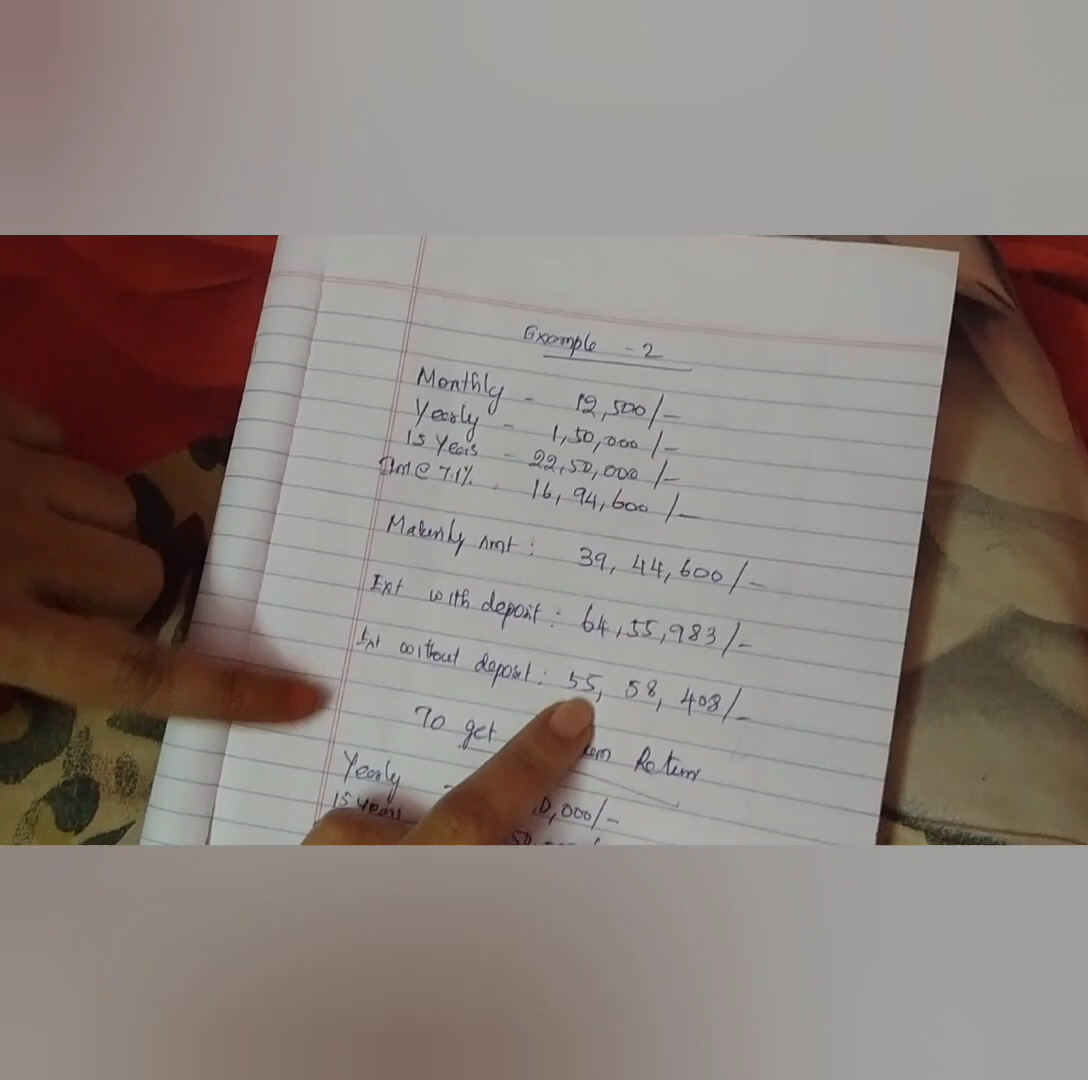 Example - 2
Monthly - 12,500/-
Yearly - 1,50,000/-
15 Years - 22,50,000/-
Int @ 7.1% - 16,94,600/-
Maturity Amt : 39,44,600/-
Ext with deposit : 64,55,983/-
Ext without deposit : 55,58,408/-
To get Return
Yearly - 0,000/-
15 years